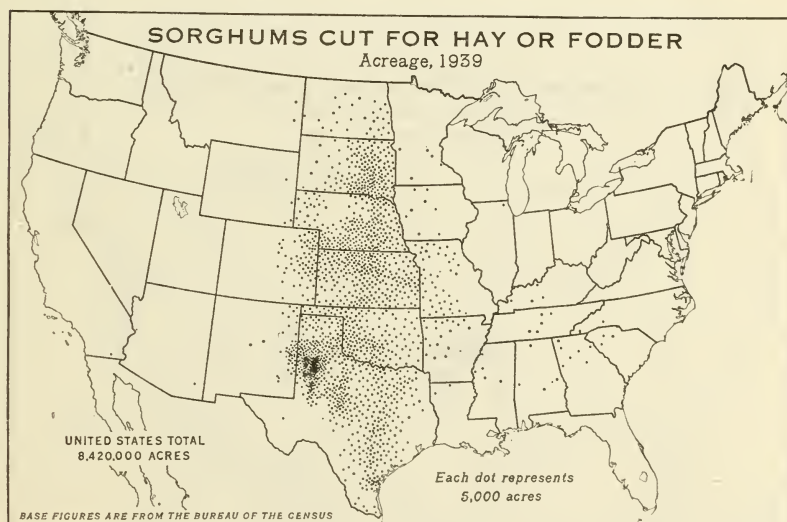 SORGHUMS CUT FOR HAY OR FODDER
Acreage, 1939
UNITED STATES TOTAL
8,420,000 ACRES
Each dot represents
5,000 acres
BASE FIGURES ARE FROM THE BUREAU OF THE CENSUS